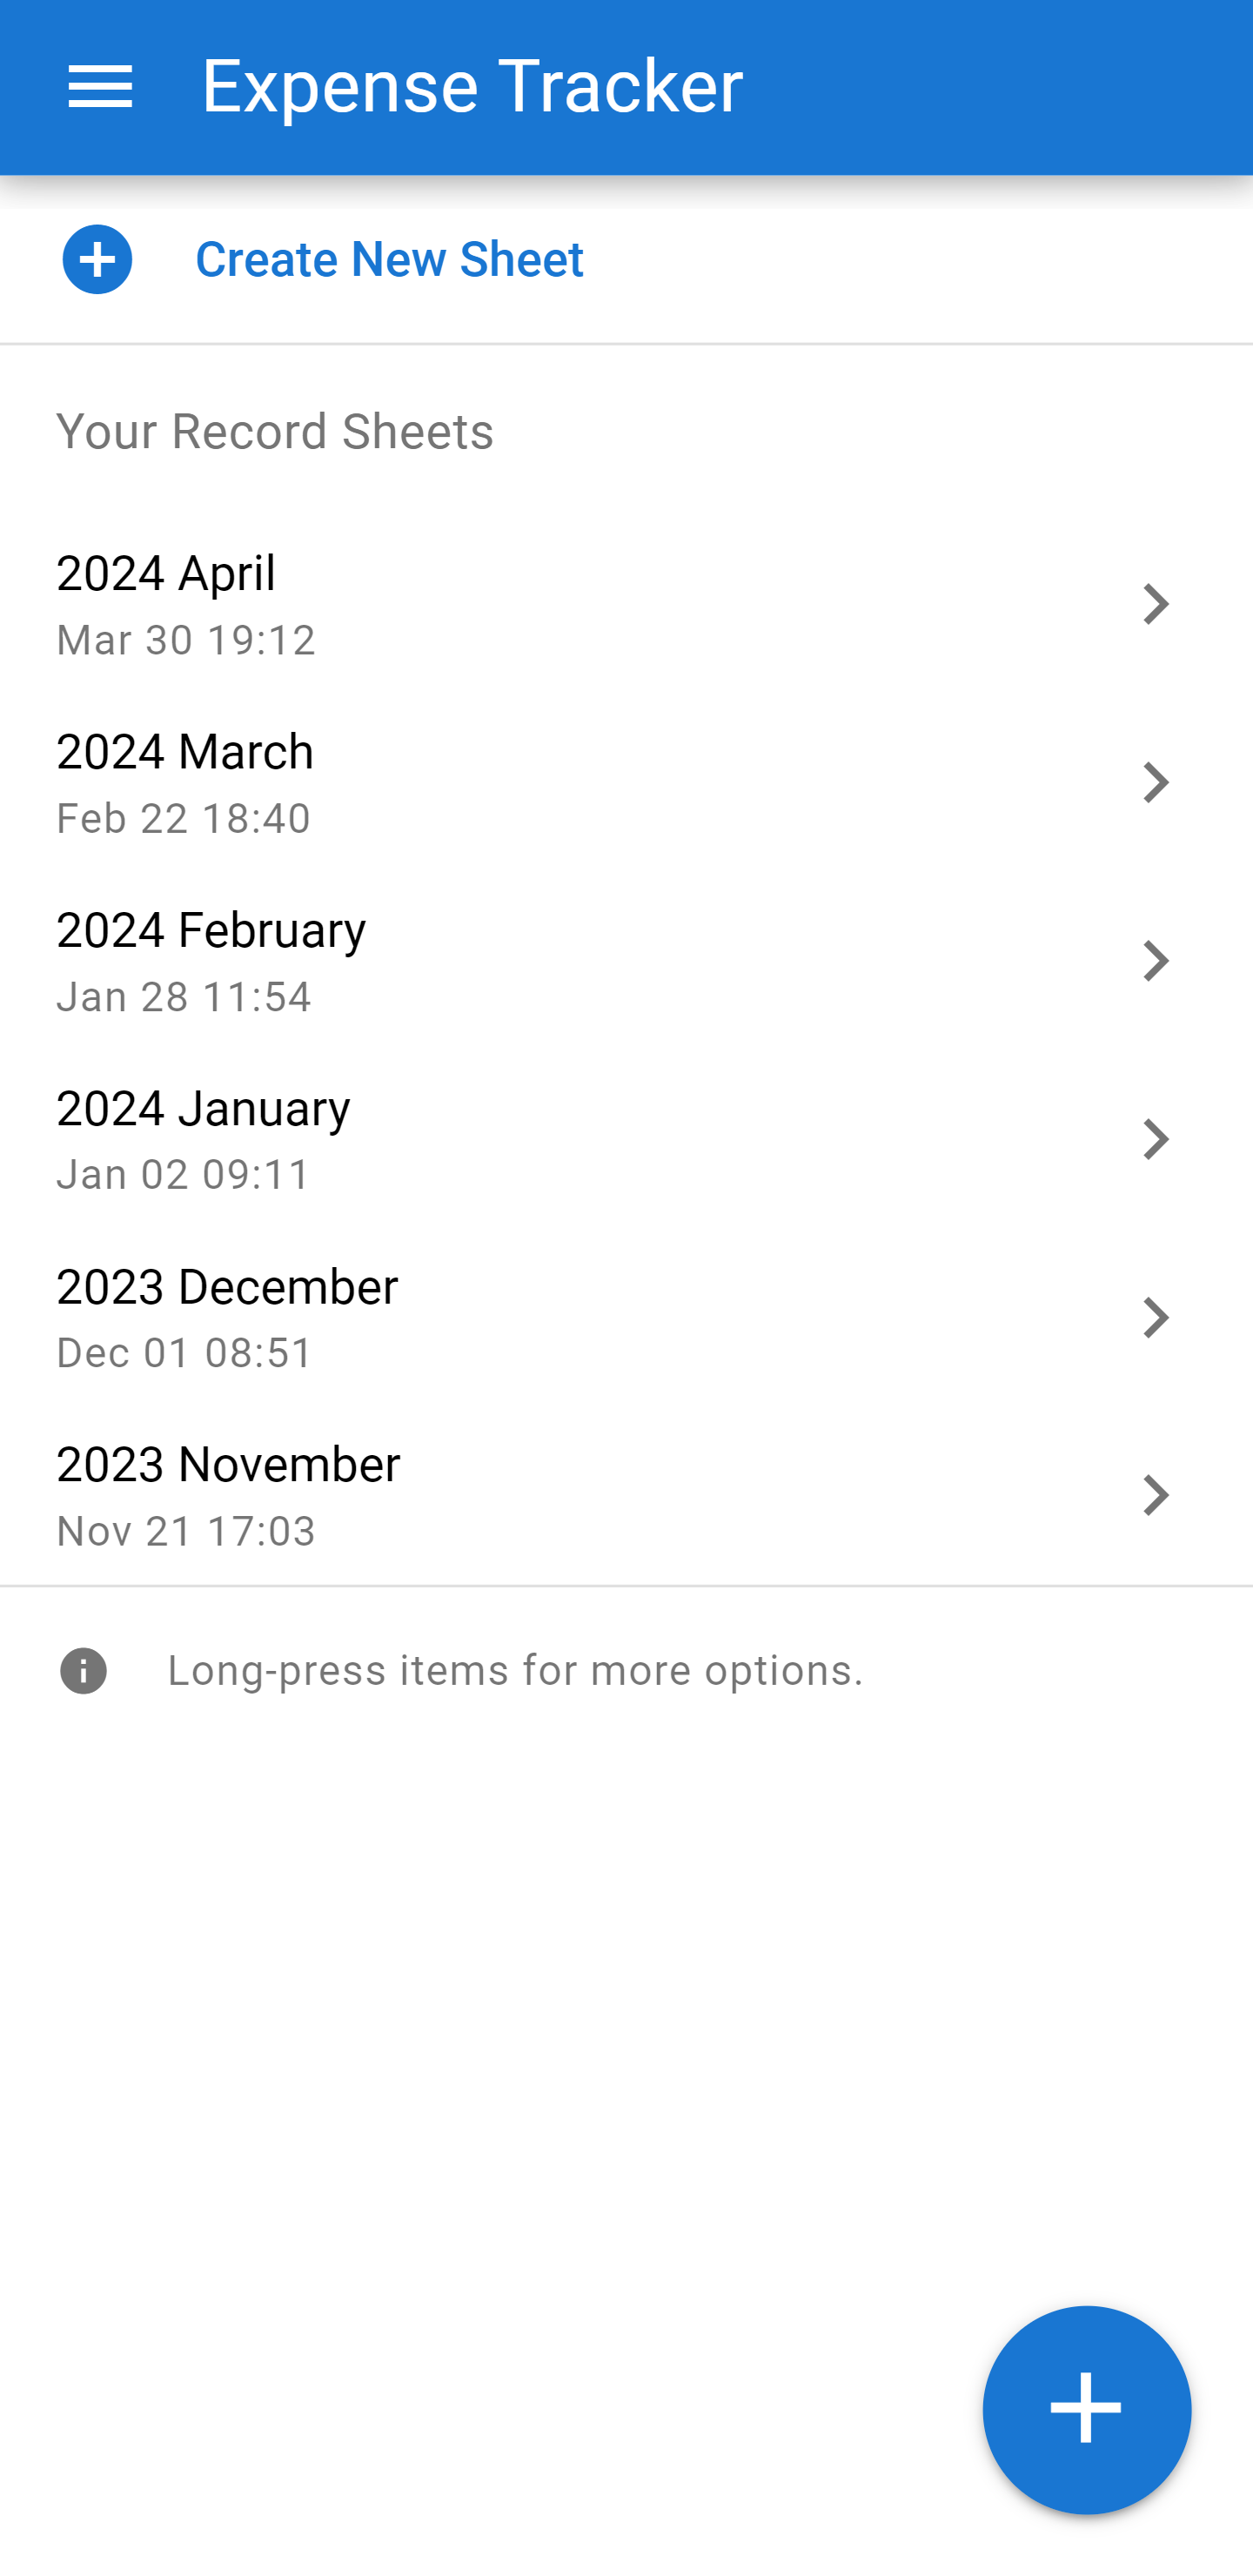 Expense Tracker
Create New Sheet
Your Record Sheets
2024 April
Mar 30 19:12
2024 March
Feb 22 18:40
2024 February
Jan 28 11:54
2024 January
Jan 02 09:11
2023 December
Dec 01 08:51
2023 November
Nov 21 17:03
Long-press items for more options.